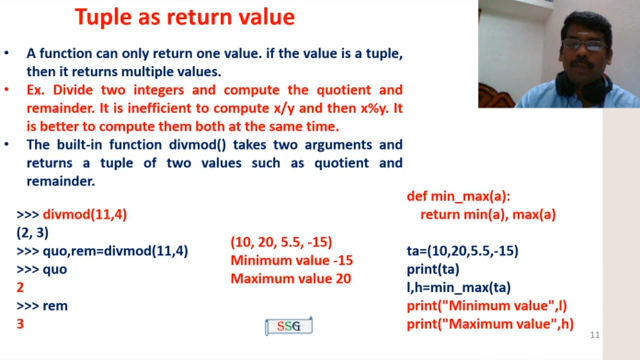 Tuple as return value
• A function can only return one value. if the value is a tuple,
then it returns multiple values.
• Ex. Divide two integers and compute the quotient and
remainder. It is inefficient to compute x/y and then x%y. It
is better to compute them both at the same time.
• The built-in function divmod() takes two arguments and
returns a tuple of two values such as quotient and
remainder.
>>> divmod(11,4)
(2, 3)
>>> quo,rem=divmod(11,4)
>>> quo
2
>>> rem
3
(10, 20, 5.5, -15)
Minimum value -15
Maximum value 20
def min_max(a):
return min(a), max(a)
ta=(10,20,5.5,-15)
print(ta)
l,h=min_max(ta)
print("Minimum value",l)
print("Maximum value",h)
SSG
11